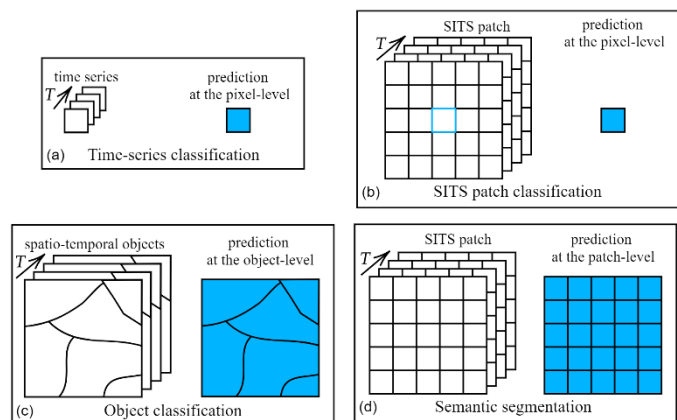 time series
T
prediction
at the pixel-level
(a)
Time-series classification
SITS patch
T
prediction
at the pixel-level
(b)
SITS patch classification
spatio-temporal objects
T
prediction
at the object-level
(c)
Object classification
SITS patch
T
prediction
at the patch-level
(d)
Semantic segmentation